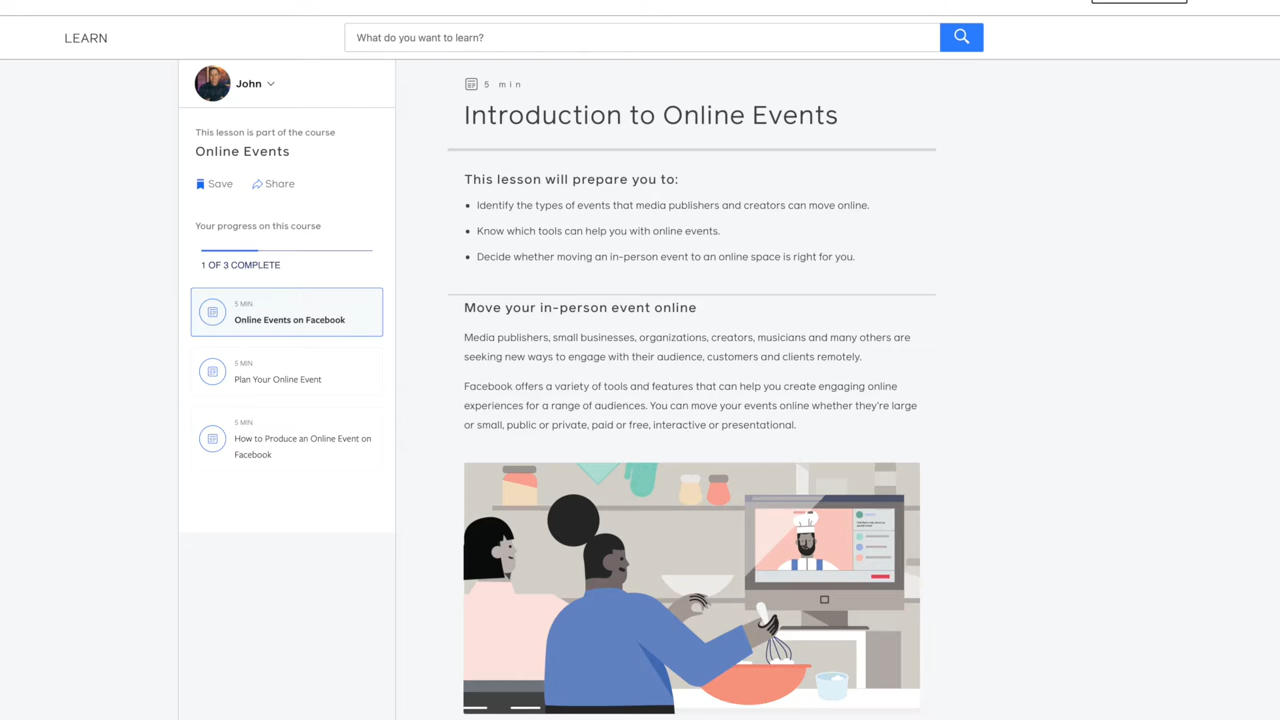 LEARN
What do you want to learn?
John
This lesson is part of the course
Online Events
Save
Share
Your progress on this course
1 OF 3 COMPLETE
5 MIN
Online Events on Facebook
5 MIN
Plan Your Online Event
5 MIN
How to Produce an Online Event on
Facebook
5 min
Introduction to Online Events
This lesson will prepare you to:
Identify the types of events that media publishers and creators can move online.
Know which tools can help you with online events.
Decide whether moving an in-person event to an online space is right for you.
Move your in-person event online
Media publishers, small businesses, organizations, creators, musicians and many others are
seeking new ways to engage with their audience, customers and clients remotely.
Facebook offers a variety of tools and features that can help you create engaging online
experiences for a range of audiences. You can move your events online whether they're large
or small, public or private, paid or free, interactive or presentational.